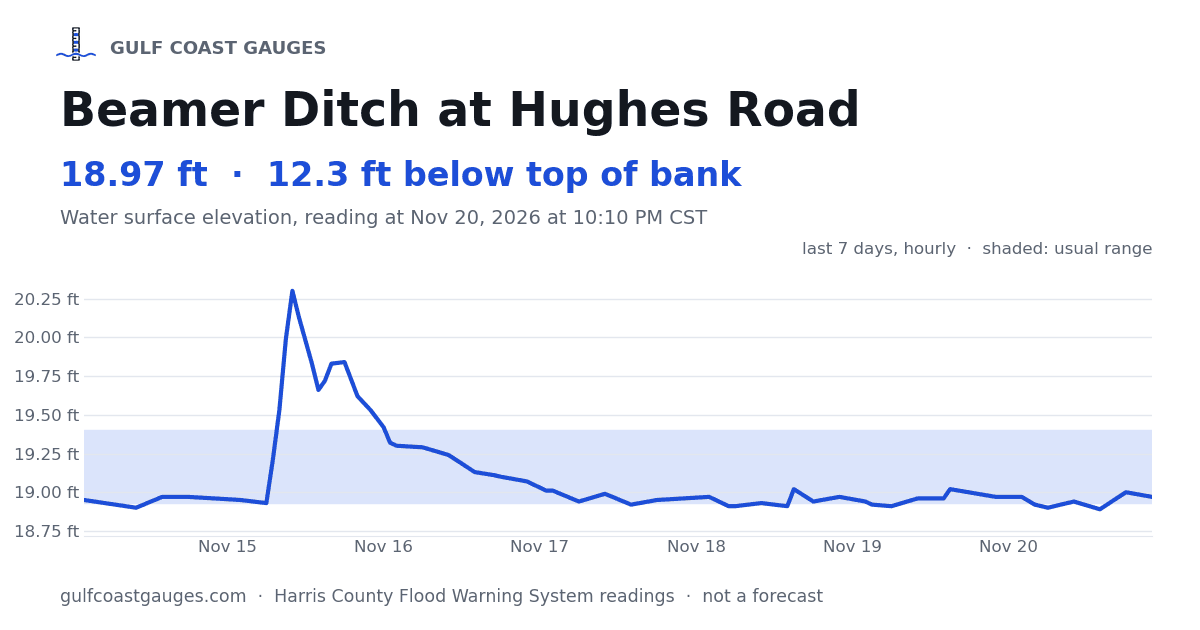 GULF COAST GAUGES
Beamer Ditch at Hughes Road
18.97 ft · 12.3 ft below top of bank
Water surface elevation, reading at Nov 20, 2026 at 10:10 PM CST
last 7 days, hourly · shaded: usual range
20.25 ft
20.00 ft
19.75 ft
19.50 ft
19.25 ft
19.00 ft
18.75 ft
Nov 15 Nov 16 Nov 17 Nov 18 Nov 19 Nov 20
gulfcoastgauges.com · Harris County Flood Warning System readings · not a forecast